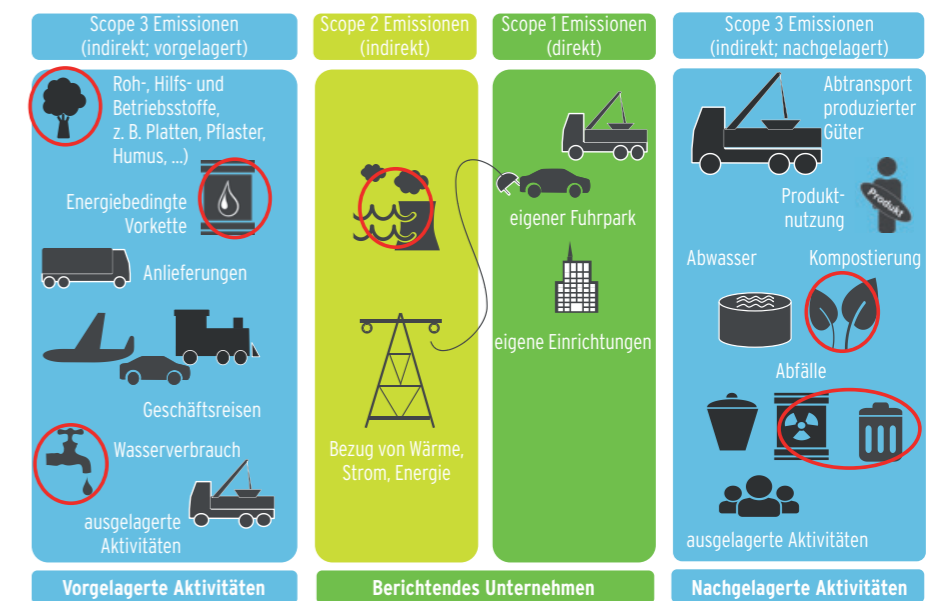 Scope 3 Emissionen
(indirekt; vorgelagert)
Scope 2 Emissionen
(indirekt)
Scope 1 Emissionen
(direkt)
Scope 3 Emissionen
(indirekt; nachgelagert)
Roh-, Hilfs- und
Betriebsstoffe,
z. B. Platten, Pflaster,
Humus, ...)
Energiebedingte
Vorkette
Anlieferungen
Geschäftsreisen
Wasserverbrauch
ausgelagerte
Aktivitäten
Bezug von Wärme,
Strom, Energie
eigener Fuhrpark
eigene Einrichtungen
Abtransport
produzierter
Güter
Produkt-
nutzung
Produkt
Abwasser
Kompostierung
Abfälle
ausgelagerte Aktivitäten
Vorgelagerte Aktivitäten
Berichtendes Unternehmen
Nachgelagerte Aktivitäten